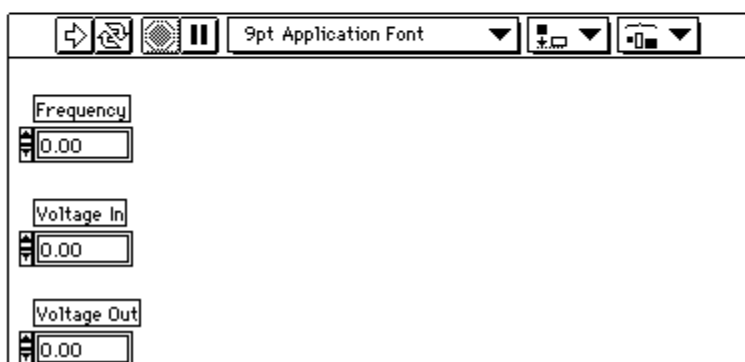 9pt Application Font
Frequency
0.00
Voltage In
0.00
Voltage Out
0.00